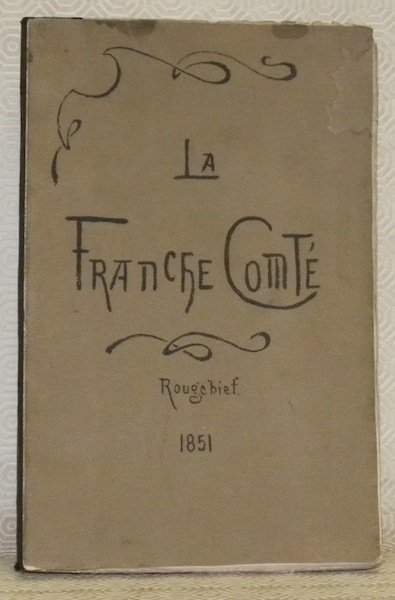 La
Franche Comté
Rougebief.
1851